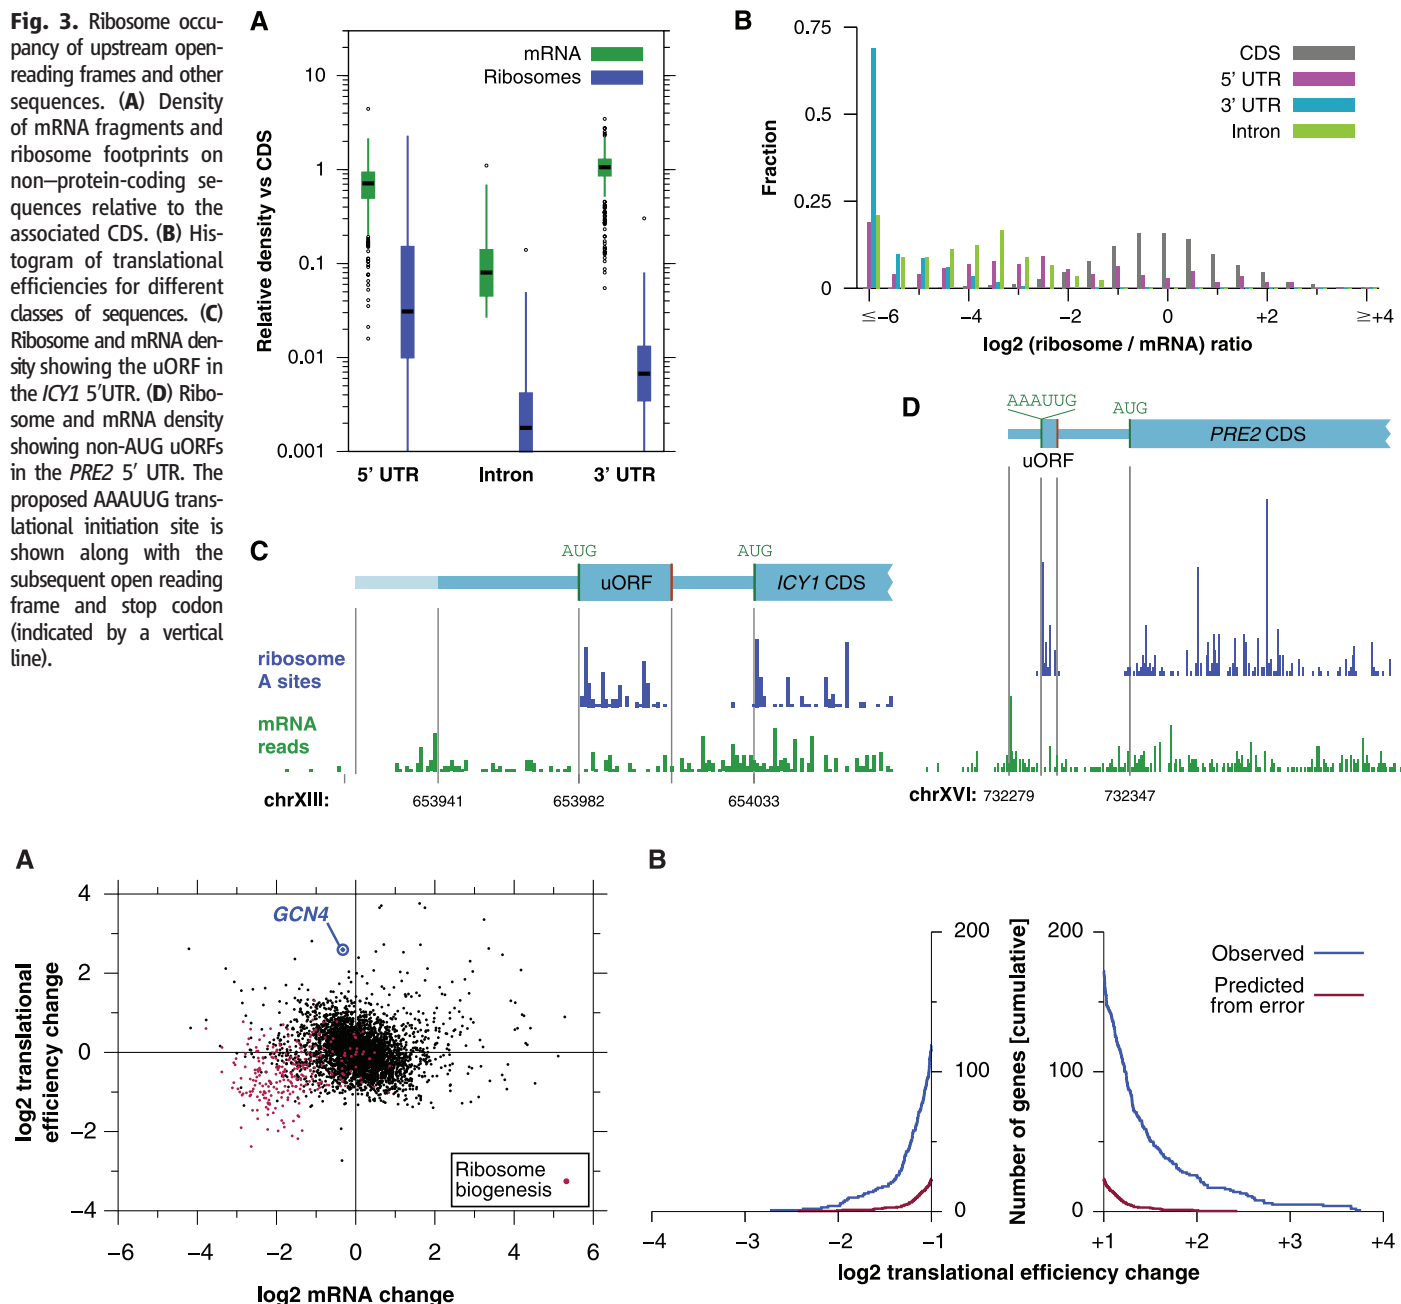 Fig. 3. Ribosome occu-
pancy of upstream open-
reading frames and other
sequences. (A) Density
of mRNA fragments and
ribosome footprints on
non—protein-coding se-
quences relative to the
associated CDS. (B) His-
togram of translational
efficiencies for different
classes of sequences. (C)
Ribosome and mRNA den-
sity showing the uORF in
the ICY1 5′UTR. (D) Ribo-
some and mRNA density
showing non-AUG uORFs
in the PRE2 5′ UTR. The
proposed AAAUUG trans-
lational initiation site is
shown along with the
subsequent open reading
frame and stop codon
(indicated by a vertical
line).
A
mRNA
Ribosomes
Relative density vs CDS
10
1
0.1
0.01
0.001
5' UTR Intron 3' UTR
B
CDS
5' UTR
3' UTR
Intron
Fraction
0.75
0.5
0.25
0
≤−6 −4 −2 0 +2 ≥+4
log2 (ribosome / mRNA) ratio
C
AUG AUG
uORF ICY1 CDS
ribosome
A sites
mRNA
reads
chrXIII: 653941 653982 654033
D
AAAUUG AUG
PRE2 CDS
uORF
chrXVI: 732279 732347
A
log2 translational
efficiency change
4
2
0
−2
−4
GCN4
Ribosome
biogenesis
−6 −4 −2 0 2 4 6
log2 mRNA change
B
200
100
0
Number of genes [cumulative]
200
100
0
Observed
Predicted
from error
−4 −3 −2 −1 +1 +2 +3 +4
log2 translational efficiency change